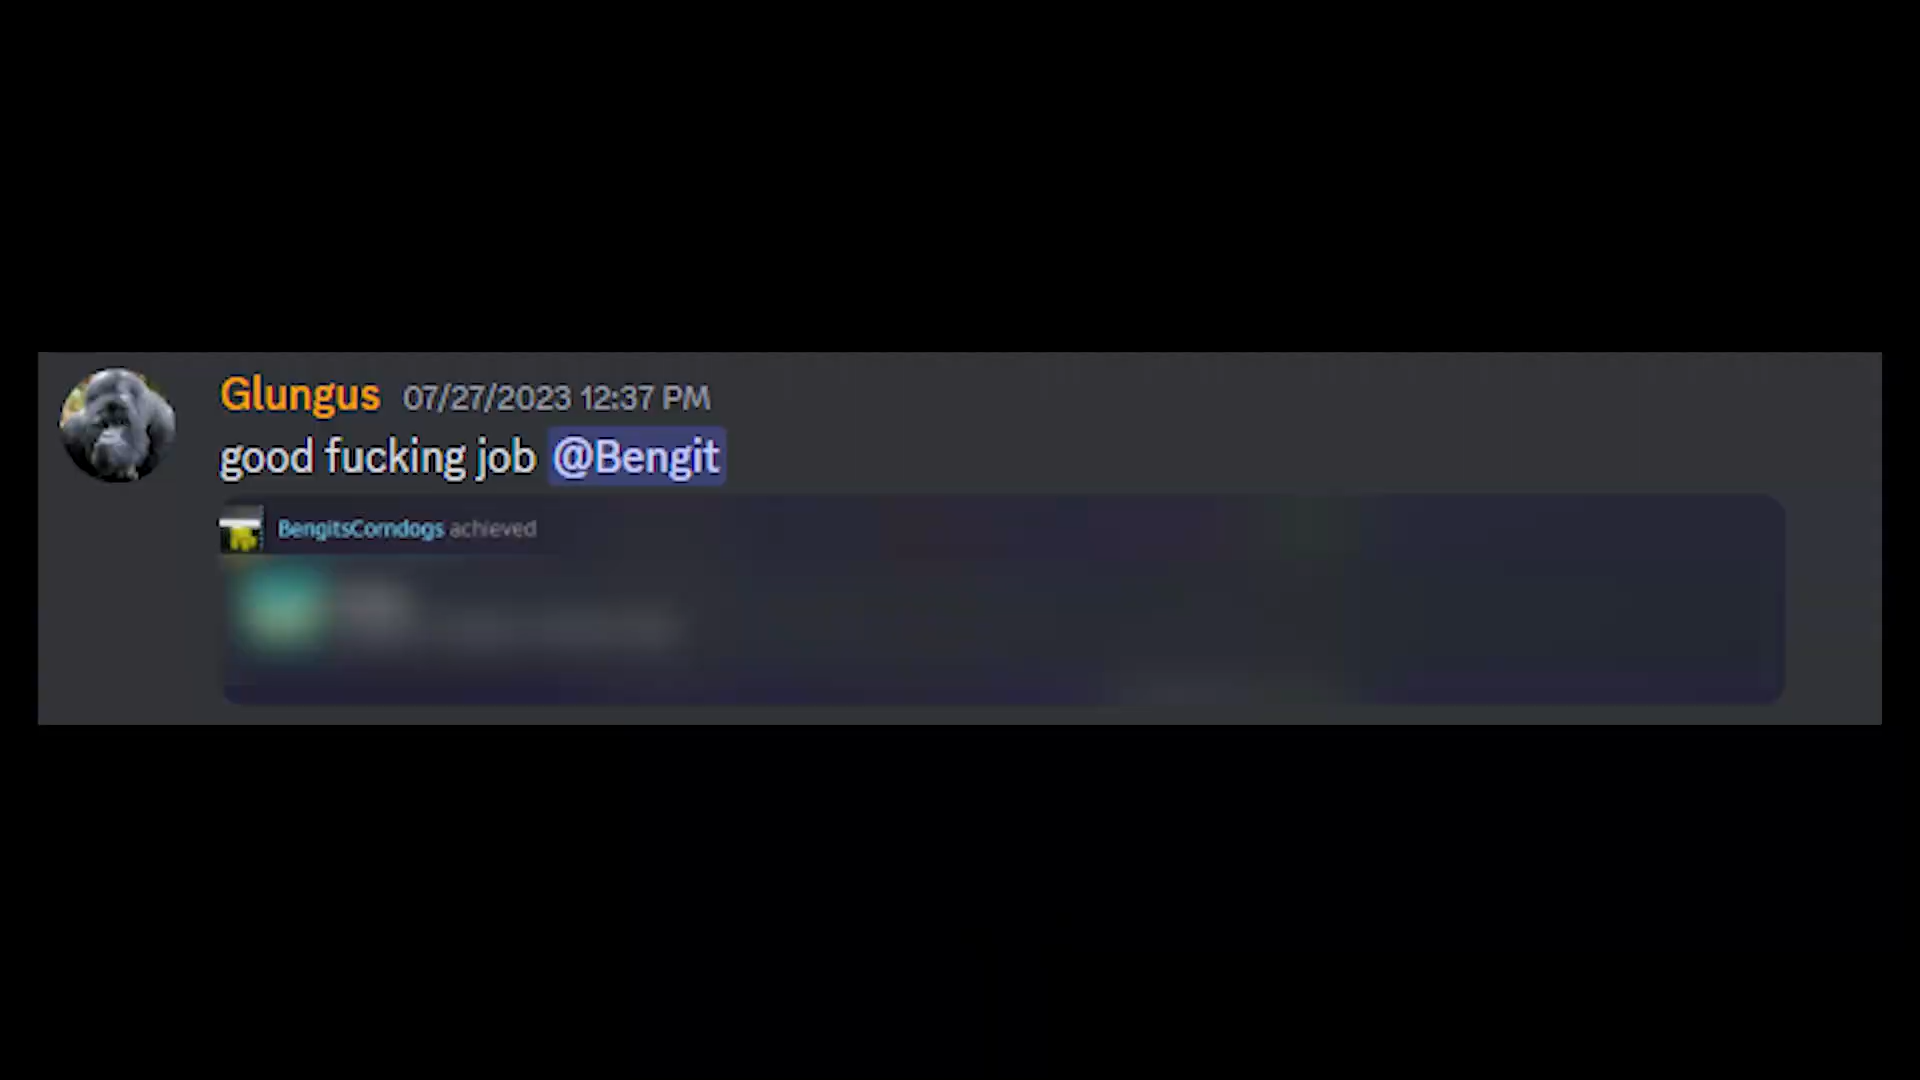 Glungus 07/27/2023 12:37 PM
good fucking job @Bengit
BengitsCorndogs achieved